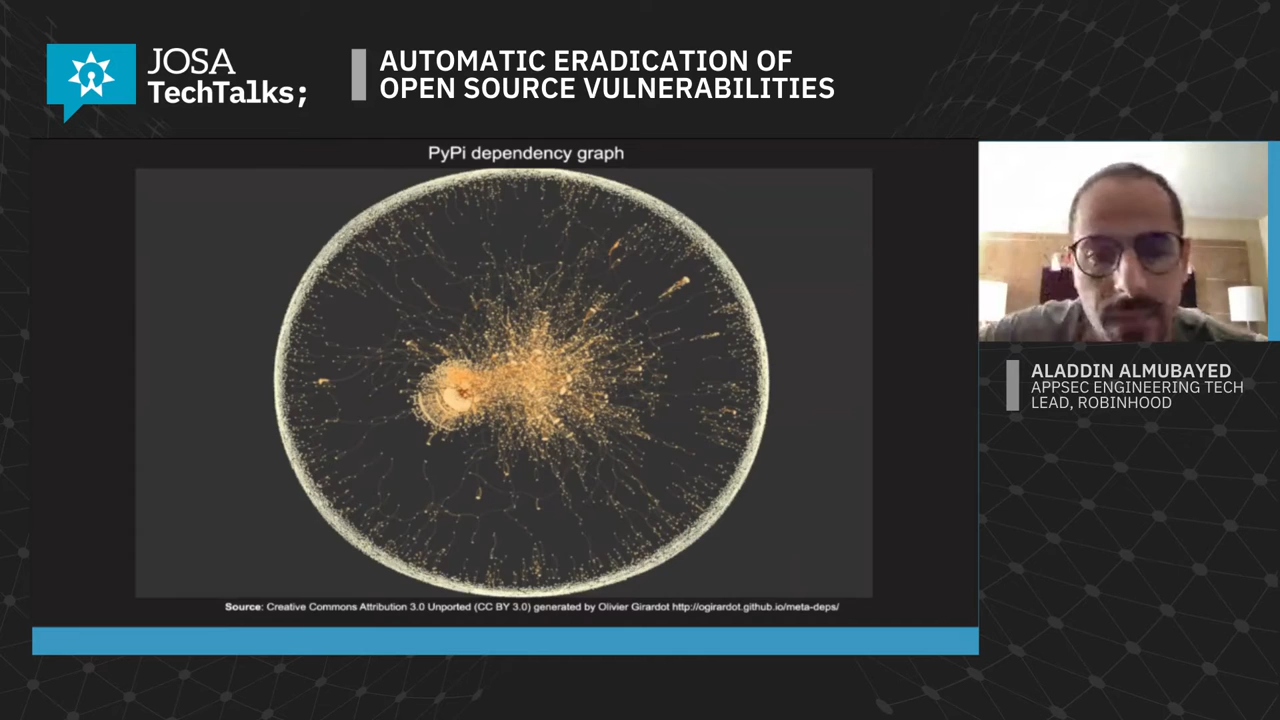 JOSA
TechTalks;
AUTOMATIC ERADICATION OF
OPEN SOURCE VULNERABILITIES
PyPi dependency graph
Source: Creative Commons Attribution 3.0 Unported (CC BY 3.0) generated by Olivier Girardot http://ogirardot.github.io/meta-deps/
ALADDIN ALMUBAYED
APPSEC ENGINEERING TECH
LEAD, ROBINHOOD